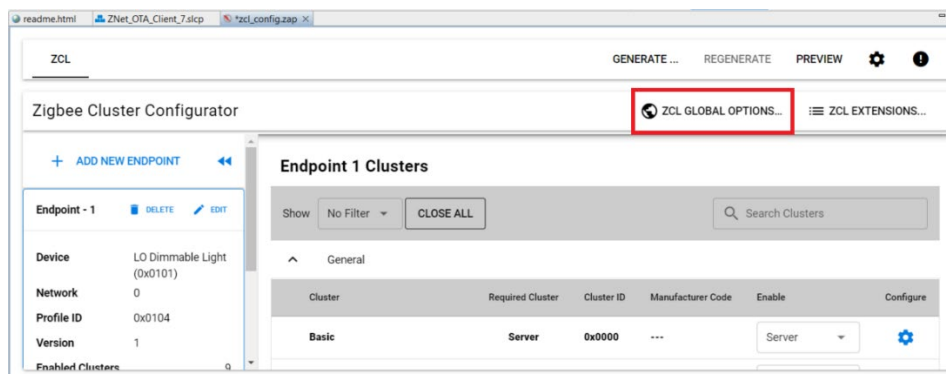 readme.html ZNet_OTA_Client_7.slcp *zcl_config.zap
ZCL GENERATE ... REGENERATE PREVIEW
Zigbee Cluster Configurator ZCL GLOBAL OPTIONS... ZCL EXTENSIONS...
+ ADD NEW ENDPOINT
Endpoint - 1 DELETE EDIT
Device LO Dimmable Light
(0x0101)
Network 0
Profile ID 0x0104
Version 1
Enabled Clusters 9
Endpoint 1 Clusters
Show No Filter CLOSE ALL Search Clusters
General
Cluster Required Cluster Cluster ID Manufacturer Code Enable Configure
Basic Server 0x0000 --- Server